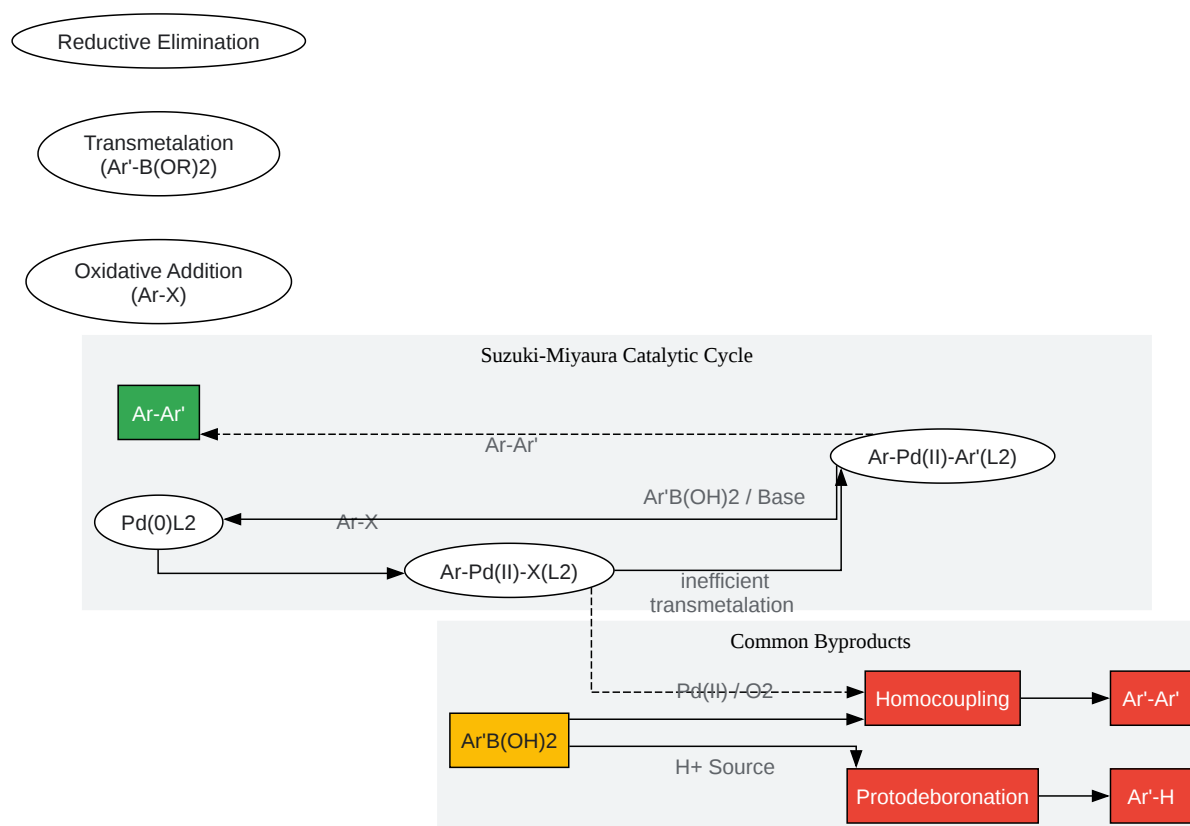 Reductive Elimination
Transmetalation
(Ar'-B(OR)2)
Oxidative Addition
(Ar-X)
Suzuki-Miyaura Catalytic Cycle
Ar-Ar'
Ar-Ar'
Ar-Pd(II)-Ar'(L2)
Ar'B(OH)2 / Base
Pd(0)L2
Ar-X
Ar-Pd(II)-X(L2)
inefficient
transmetalation
Common Byproducts
Pd(II) / O2
Homocoupling
Ar'-Ar'
Ar'B(OH)2
H+ Source
Protodeboronation
Ar'-H